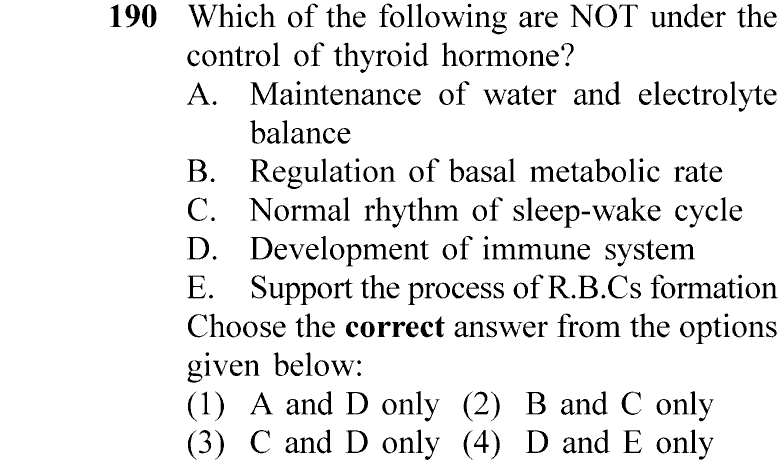 190 Which of the following are NOT under the
control of thyroid hormone?
A. Maintenance of water and electrolyte
balance
B. Regulation of basal metabolic rate
C. Normal rhythm of sleep-wake cycle
D. Development of immune system
E. Support the process of R.B.Cs formation
Choose the correct answer from the options
given below:
(1) A and D only (2) B and C only
(3) C and D only (4) D and E only